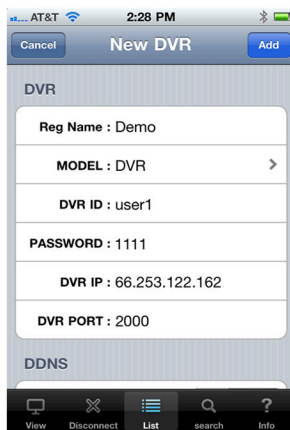 AT&T 2:28 PM
Cancel New DVR Add
DVR
Reg Name : Demo
MODEL : DVR
DVR ID : user1
PASSWORD : 1111
DVR IP : 66.253.122.162
DVR PORT : 2000
DDNS
View Disconnect List search Info